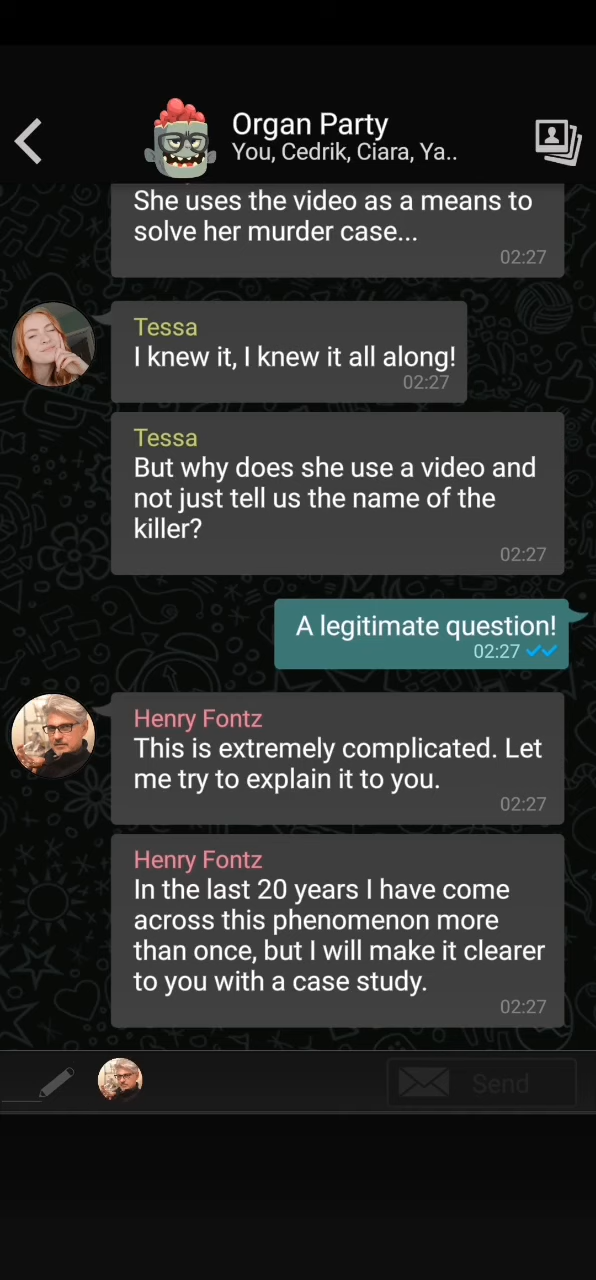 Organ Party
You, Cedrik, Ciara, Ya..
She uses the video as a means to
solve her murder case...
02:27
Tessa
I knew it, I knew it all along!
02:27
Tessa
But why does she use a video and
not just tell us the name of the
killer?
02:27
A legitimate question!
02:27
Henry Fontz
This is extremely complicated. Let
me try to explain it to you.
02:27
Henry Fontz
In the last 20 years I have come
across this phenomenon more
than once, but I will make it clearer
to you with a case study.
02:27
Send